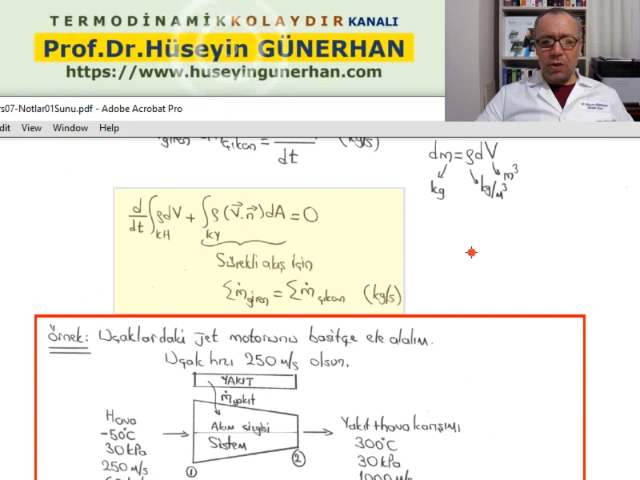 TERMODİNAMİKKOLAYDIR KANALI
Prof.Dr.Hüseyin GÜNERHAN
https://www.huseyingunerhan.com
rs07-Notlar01Sunu.pdf - Adobe Acrobat Pro
dit View Window Help
giren çıkan = dt (kg/s)
dm=ρdV
kg kg/m³ m³
d/dt ∫ρdV + ∫ρ(V⃗.n⃗)dA=0
KH KY
Sürekli akış için
Σṁgiren = Σṁçıkan (kg/s)
Örnek: Uçaklardaki jet motorunu basitçe ele alalım.
Uçak hızı 250 m/s olsun.
YAKIT
ṁyakıt
Hava
-50°C
30 kPa
250 m/s
Akım çizgisi
Sistem
① ②
Yakıt+hava karışımı
300°C
30 kPa
1000 m/s